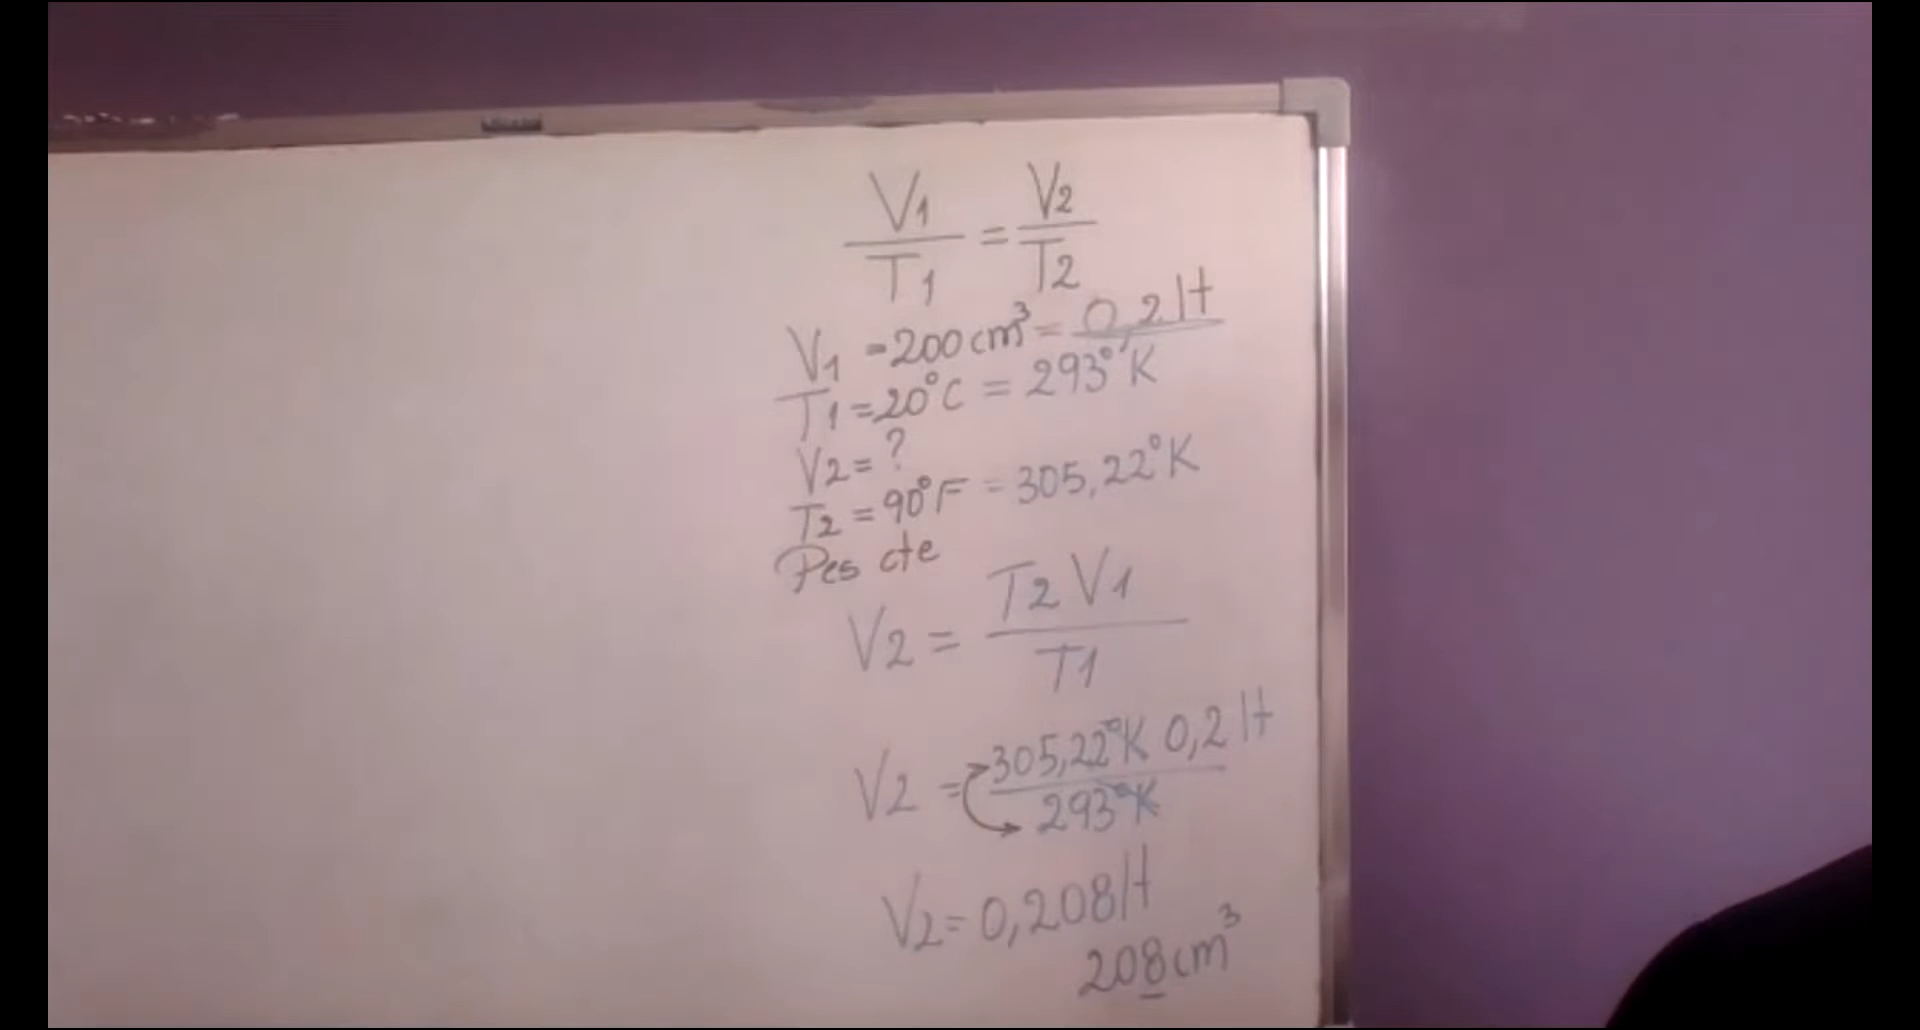 V1/T1 = V2/T2
V1 = 200 cm³ = 0,2 lt
T1 = 20°C = 293°K
V2 = ?
T2 = 90°F = 305,22°K
P es cte
V2 = T2 V1/T1
V2 = 305,22°K 0,2 lt/293°K
V2 = 0,208 lt
208 cm³